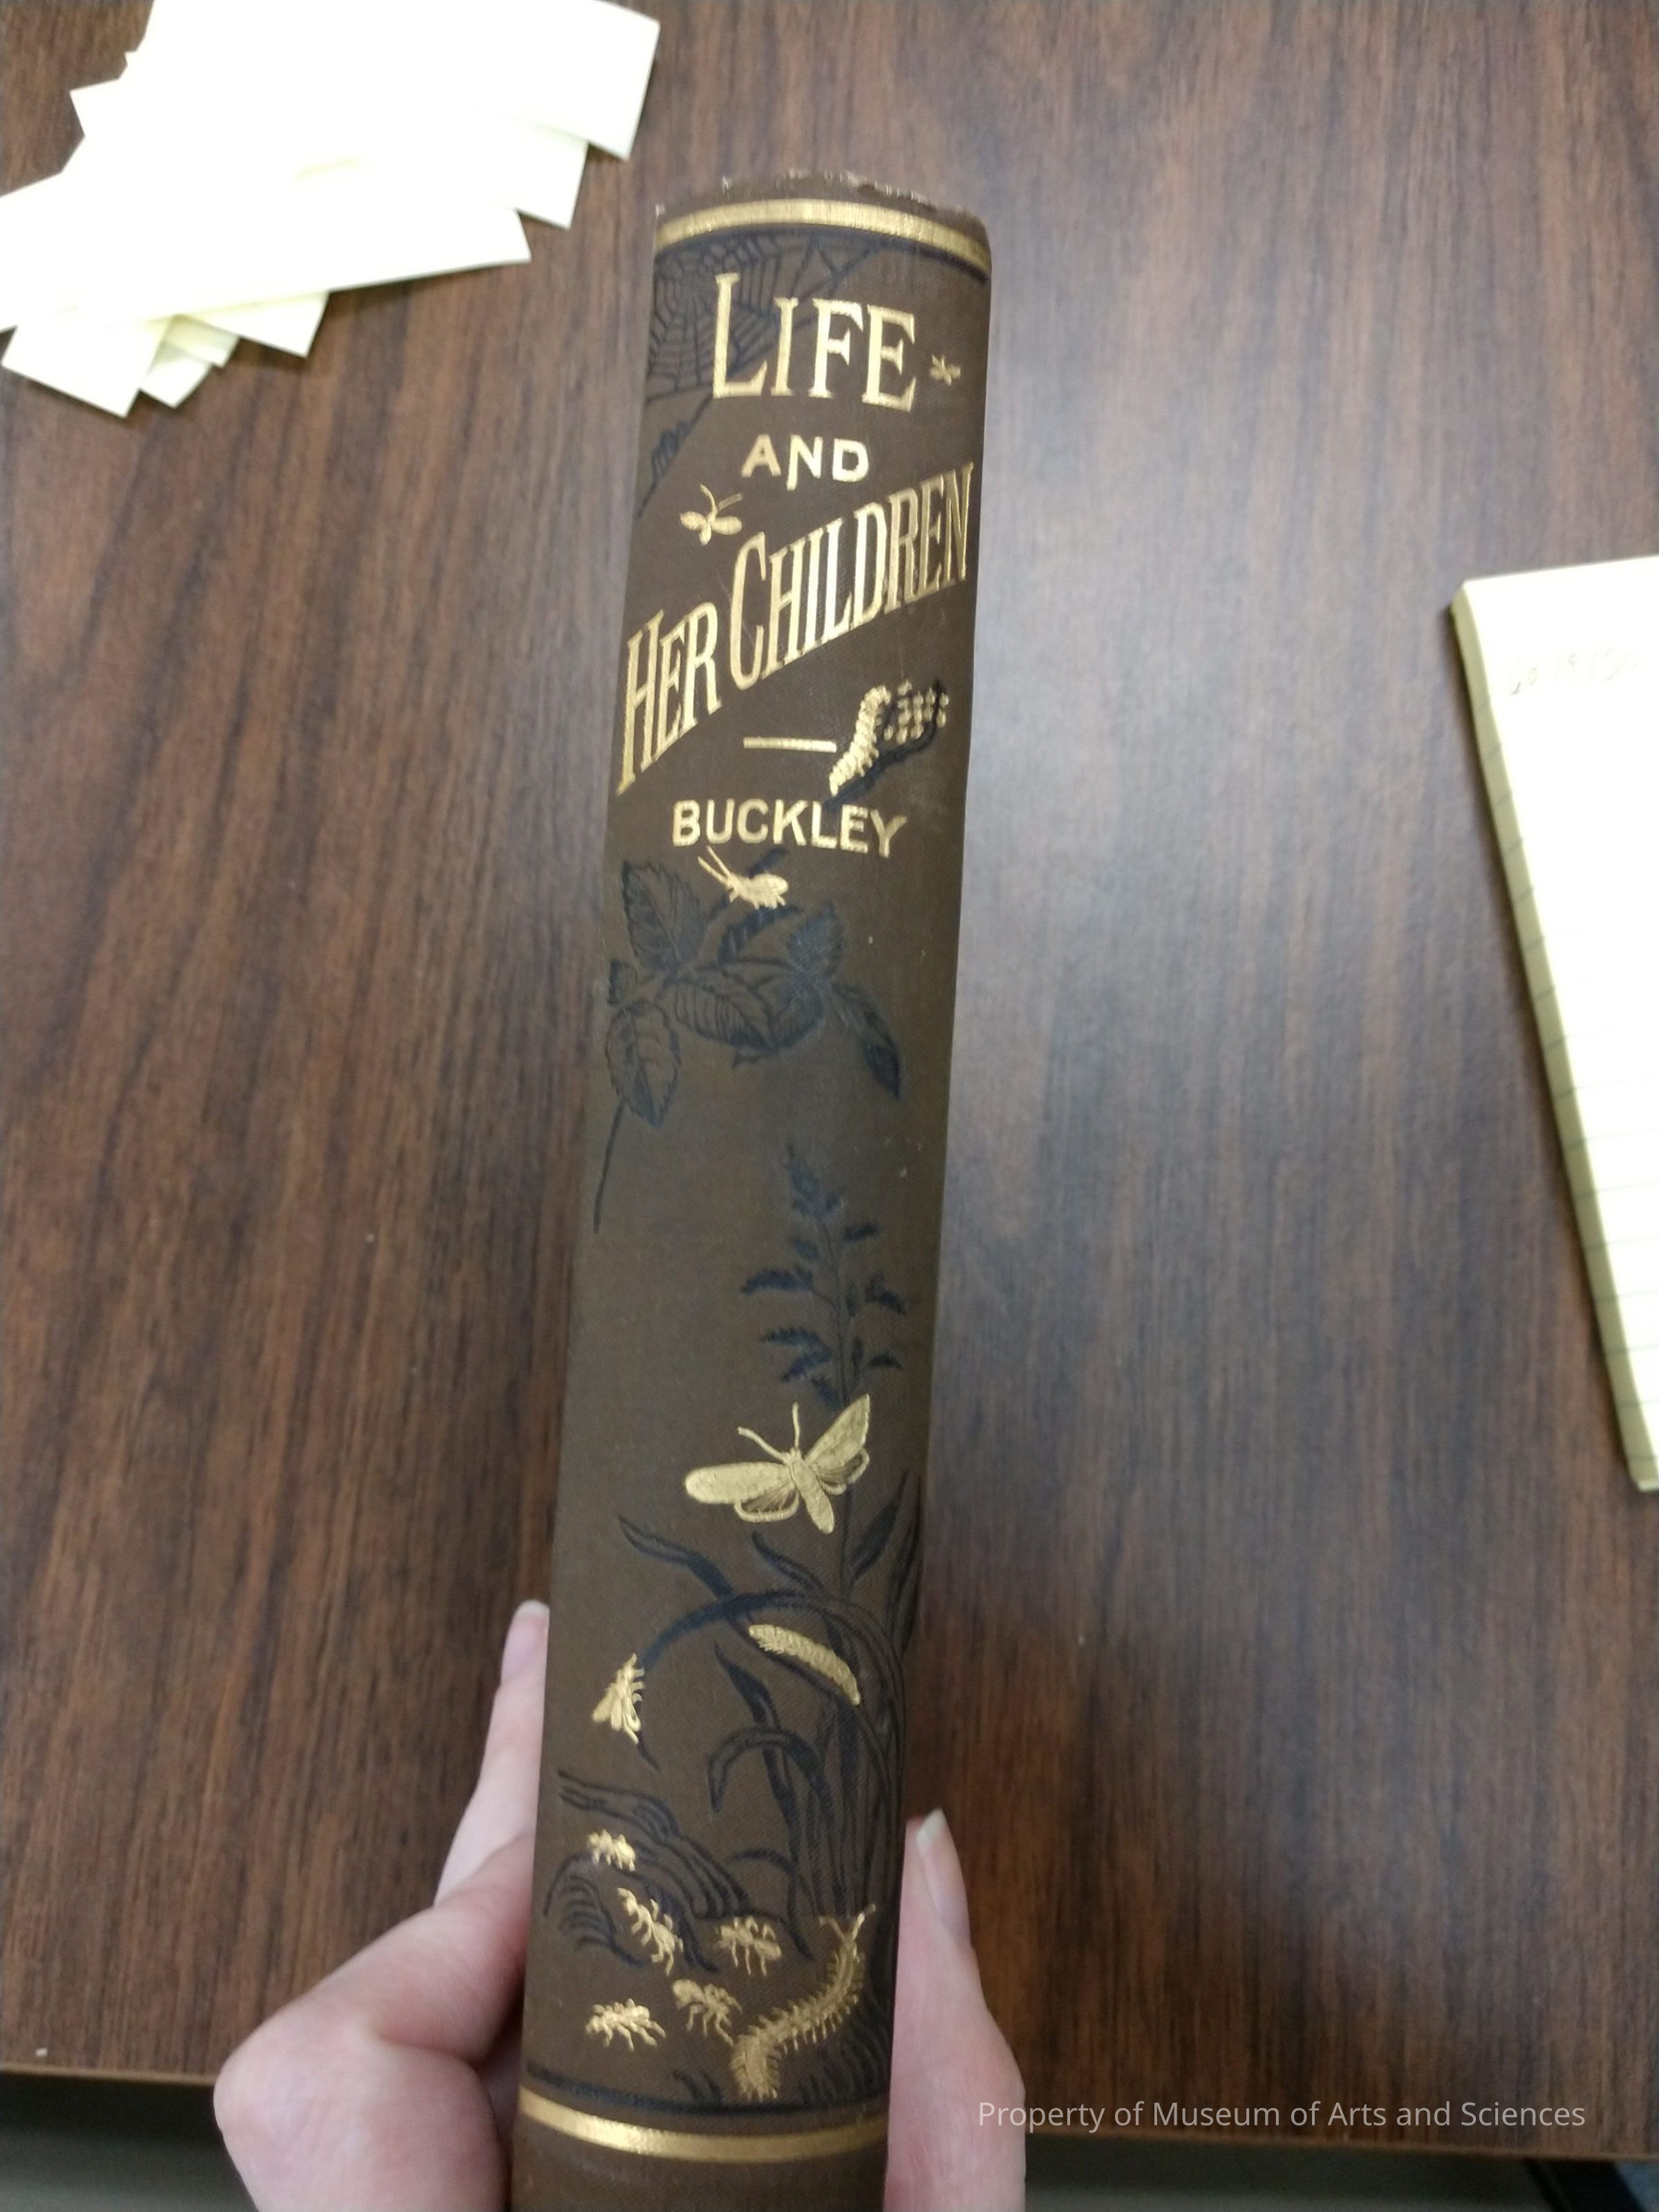 LIFE
AND
HER CHILDREN
BUCKLEY
Property of Museum of Arts and Sciences